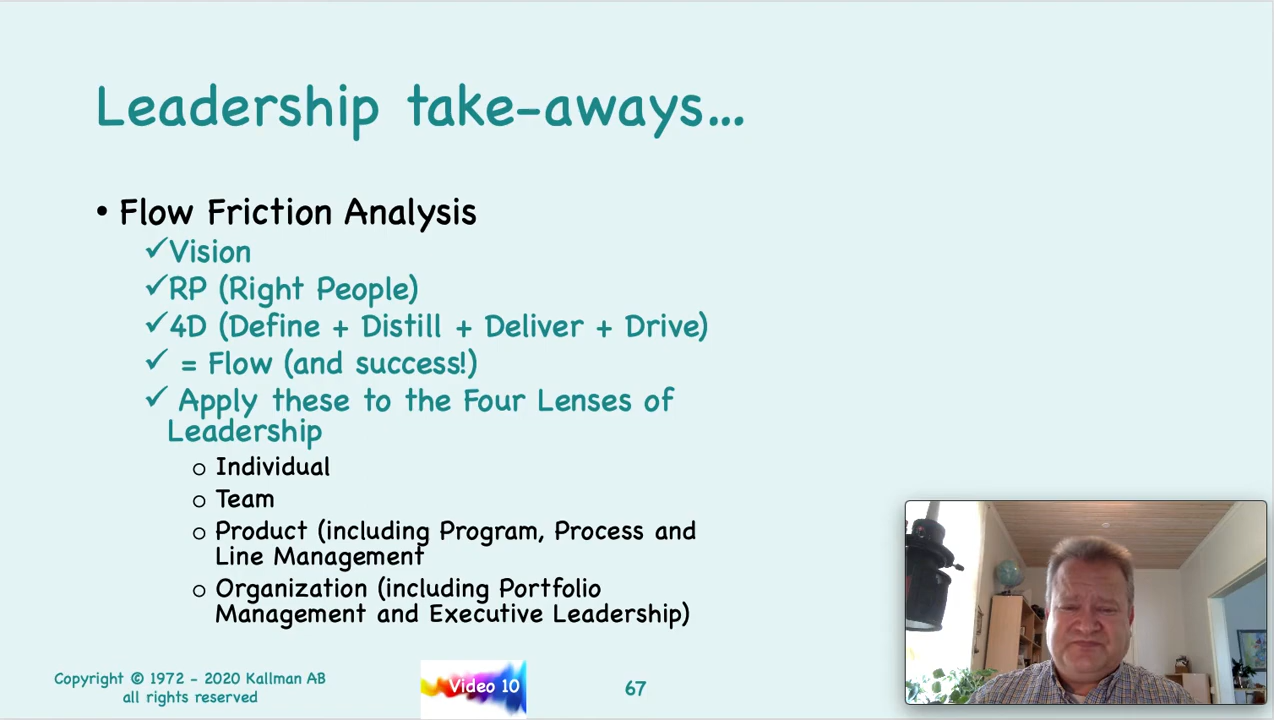 Leadership take-aways...
• Flow Friction Analysis
✓Vision
✓RP (Right People)
✓4D (Define + Distill + Deliver + Drive)
✓ = Flow (and success!)
✓ Apply these to the Four Lenses of
Leadership
o Individual
o Team
o Product (including Program, Process and
Line Management
o Organization (including Portfolio
Management and Executive Leadership)
Copyright © 1972 - 2020 Kallman AB
all rights reserved
Video 10
67